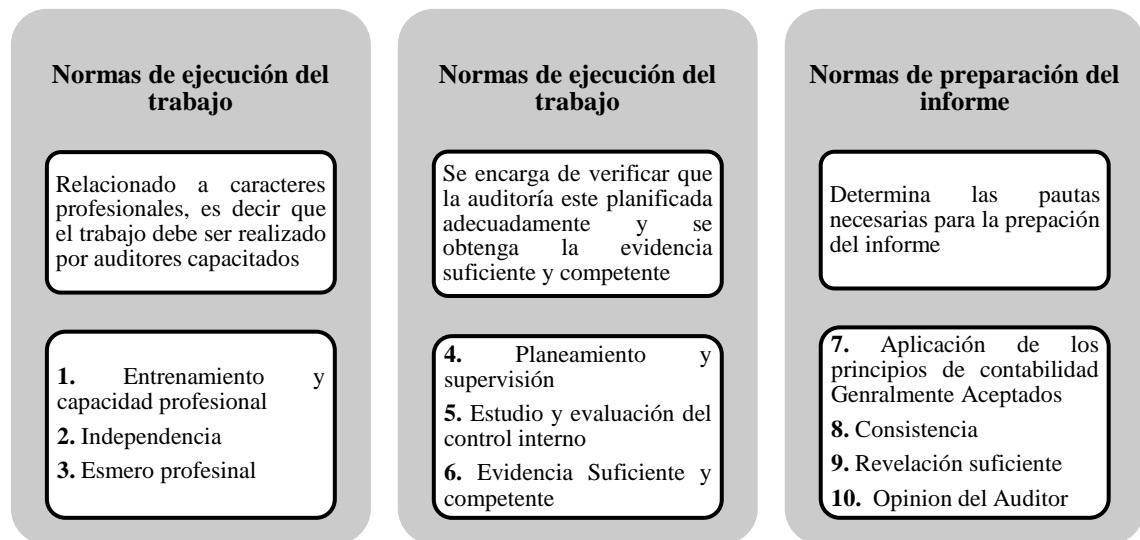 Normas de ejecución del
trabajo
Relacionado a caracteres
profesionales, es decir que
el trabajo debe ser realizado
por auditores capacitados
1. Entrenamiento y
capacidad profesional
2. Independencia
3. Esmero profesinal
Normas de ejecución del
trabajo
Se encarga de verificar que
la auditoría este planificada
adecuadamente y se
obtenga la evidencia
suficiente y competente
4. Planeamiento y
supervisión
5. Estudio y evaluación del
control interno
6. Evidencia Suficiente y
competente
Normas de preparación del
informe
Determina las pautas
necesarias para la prepación
del informe
7. Aplicación de los
principios de contabilidad
Genralmente Aceptados
8. Consistencia
9. Revelación suficiente
10. Opinion del Auditor